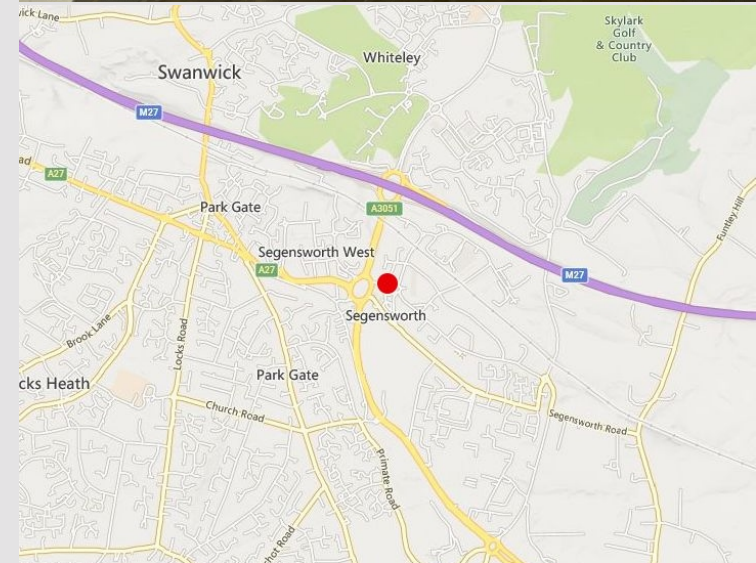 Skylark
Golf
& Country
Club
Whiteley
Swanwick
M27
A27
A3051
Park Gate
Funtley Hill
Segensworth West
A27
M27
Segensworth
Brook Lane
Locks Road
Park Gate
cks Heath
Church Road
Segensworth Road
Primate Road